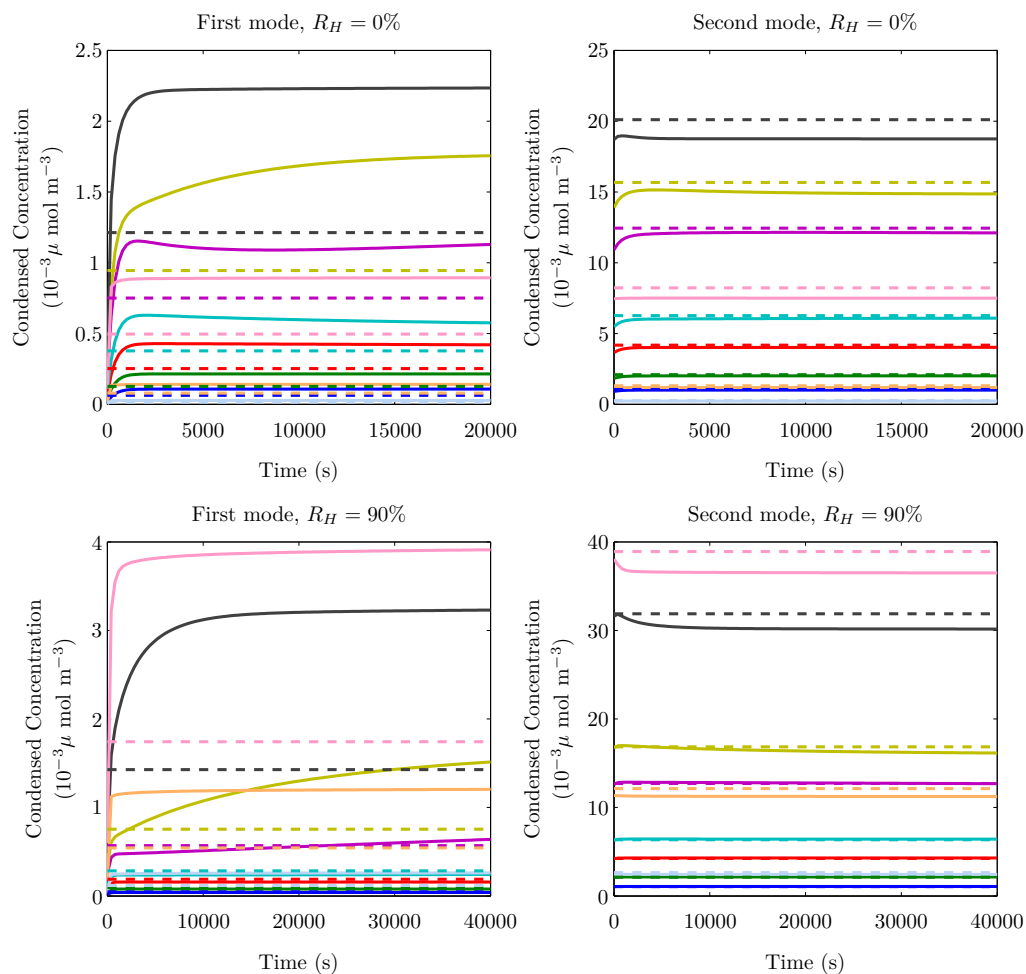 First mode, R_H = 0%
2.5
2
1.5
1
0.5
0
Condensed Concentration
(10^{-3}μ mol m^{-3})
0 5000 10000 15000 20000
Time (s)
Second mode, R_H = 0%
25
20
15
10
5
0
Condensed Concentration
(10^{-3}μ mol m^{-3})
0 5000 10000 15000 20000
Time (s)
First mode, R_H = 90%
4
3
2
1
0
Condensed Concentration
(10^{-3}μ mol m^{-3})
0 10000 20000 30000 40000
Time (s)
Second mode, R_H = 90%
40
30
20
10
0
Condensed Concentration
(10^{-3}μ mol m^{-3})
0 10000 20000 30000 40000
Time (s)